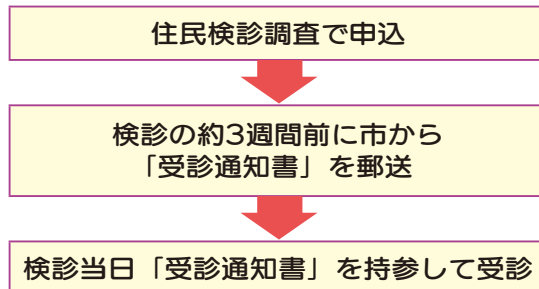 住民検診調査で申込
検診の約3週間前に市から
「受診通知書」を郵送
検診当日「受診通知書」を持参して受診